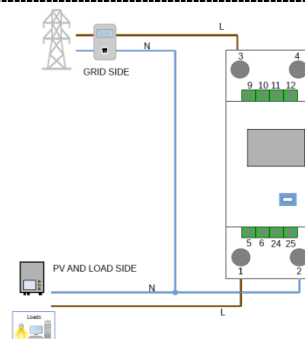 L
N
GRID SIDE
3 4
9 10 11 12
5 6 24 25
1 2
PV AND LOAD SIDE
N
L
Loads